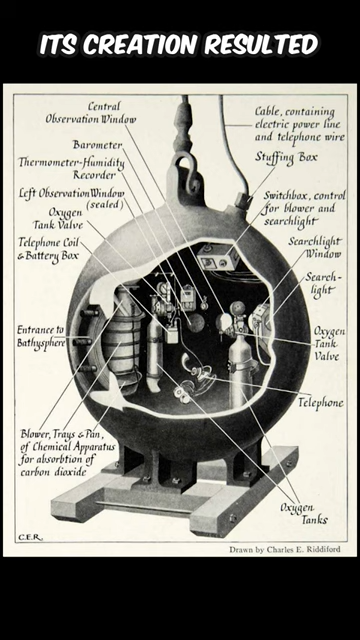 ITS CREATION RESULTED
Central
Observation Window
Barometer
Thermometer-Humidity
Recorder
Left Observation Window
(sealed)
Oxygen
Tank Valve
Telephone Coil
& Battery Box
Entrance to
Bathysphere
Blower, Trays & Pan,
of Chemical Apparatus
for absorbtion of
carbon dioxide
Cable, containing
electric power line
and telephone wire
Stuffing Box
Switchbox, control
for blower and
searchlight
Searchlight
Window
Search-
light
Oxygen
Tank
Valve
Telephone
Oxygen
Tanks
C.E.R.
Drawn by Charles E. Riddiford